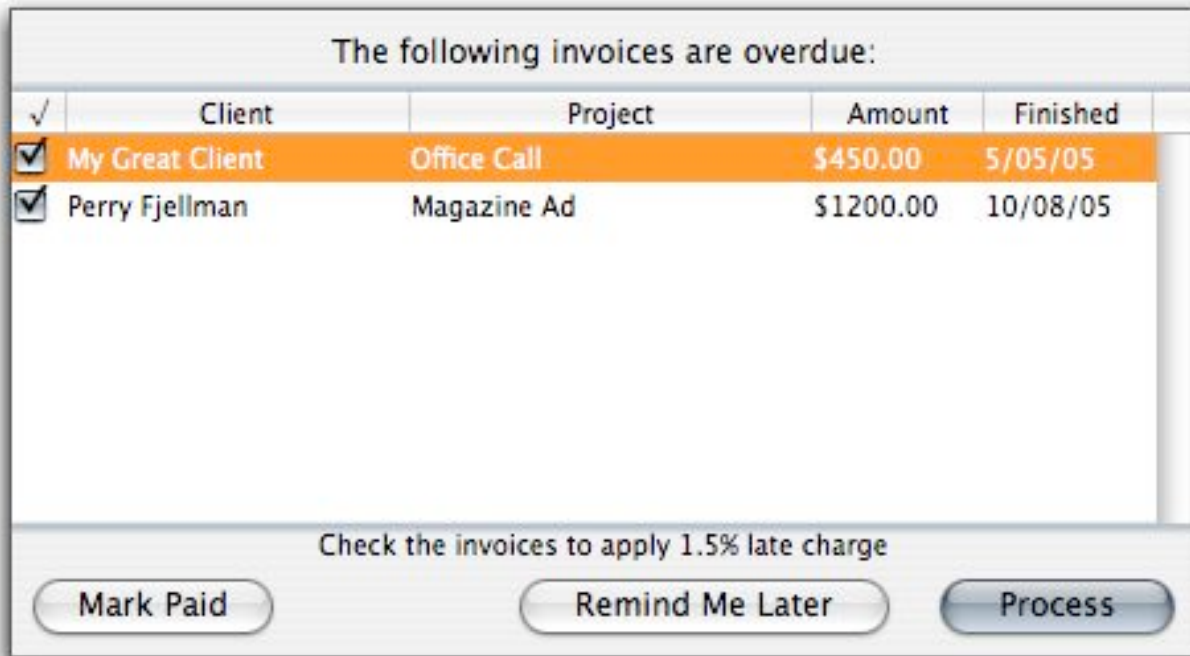 The following invoices are overdue:
√ Client Project Amount Finished
My Great Client Office Call $450.00 5/05/05
Perry Fjellman Magazine Ad $1200.00 10/08/05
Check the invoices to apply 1.5% late charge
Mark Paid Remind Me Later Process